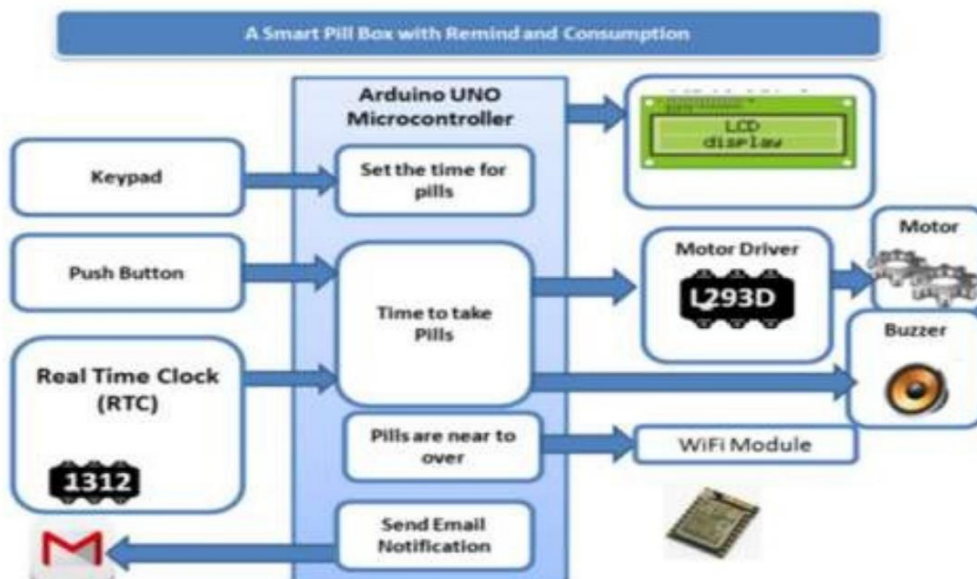 A Smart Pill Box with Remind and Consumption
Arduino UNO
Microcontroller
LCD
display
Keypad
Set the time for
pills
Push Button
Motor Driver
L293D
Motor
Time to take
Pills
Buzzer
Real Time Clock
(RTC)
1312
Pills are near to
over
WiFi Module
Send Email
Notification